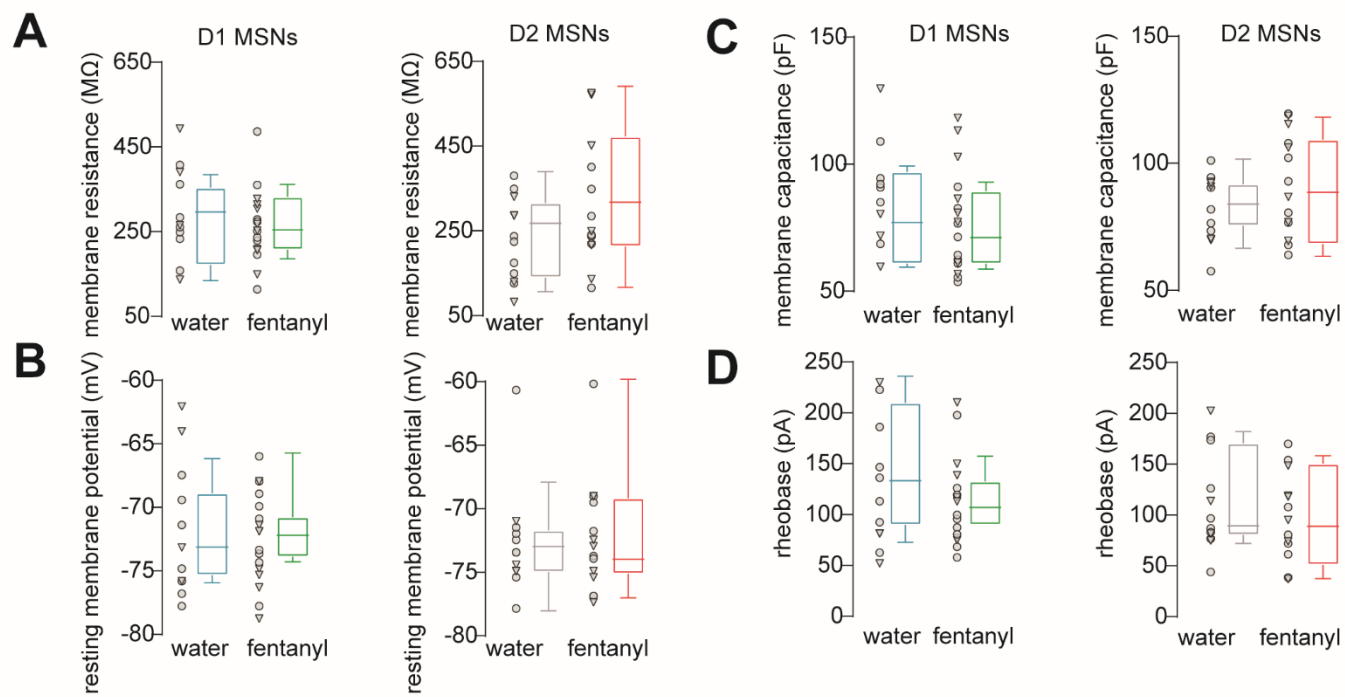 A
D1 MSNs
membrane resistance (MΩ)
650
450
250
50
water
fentanyl
D2 MSNs
membrane resistance (MΩ)
650
450
250
50
water
fentanyl
B
resting membrane potential (mV)
-60
-65
-70
-75
-80
water
fentanyl
resting membrane potential (mV)
-60
-65
-70
-75
-80
water
fentanyl
C
D1 MSNs
membrane capacitance (pF)
150
100
50
water
fentanyl
D2 MSNs
membrane capacitance (pF)
150
100
50
water
fentanyl
D
rheobase (pA)
250
200
150
100
50
0
water
fentanyl
rheobase (pA)
250
200
150
100
50
0
water
fentanyl